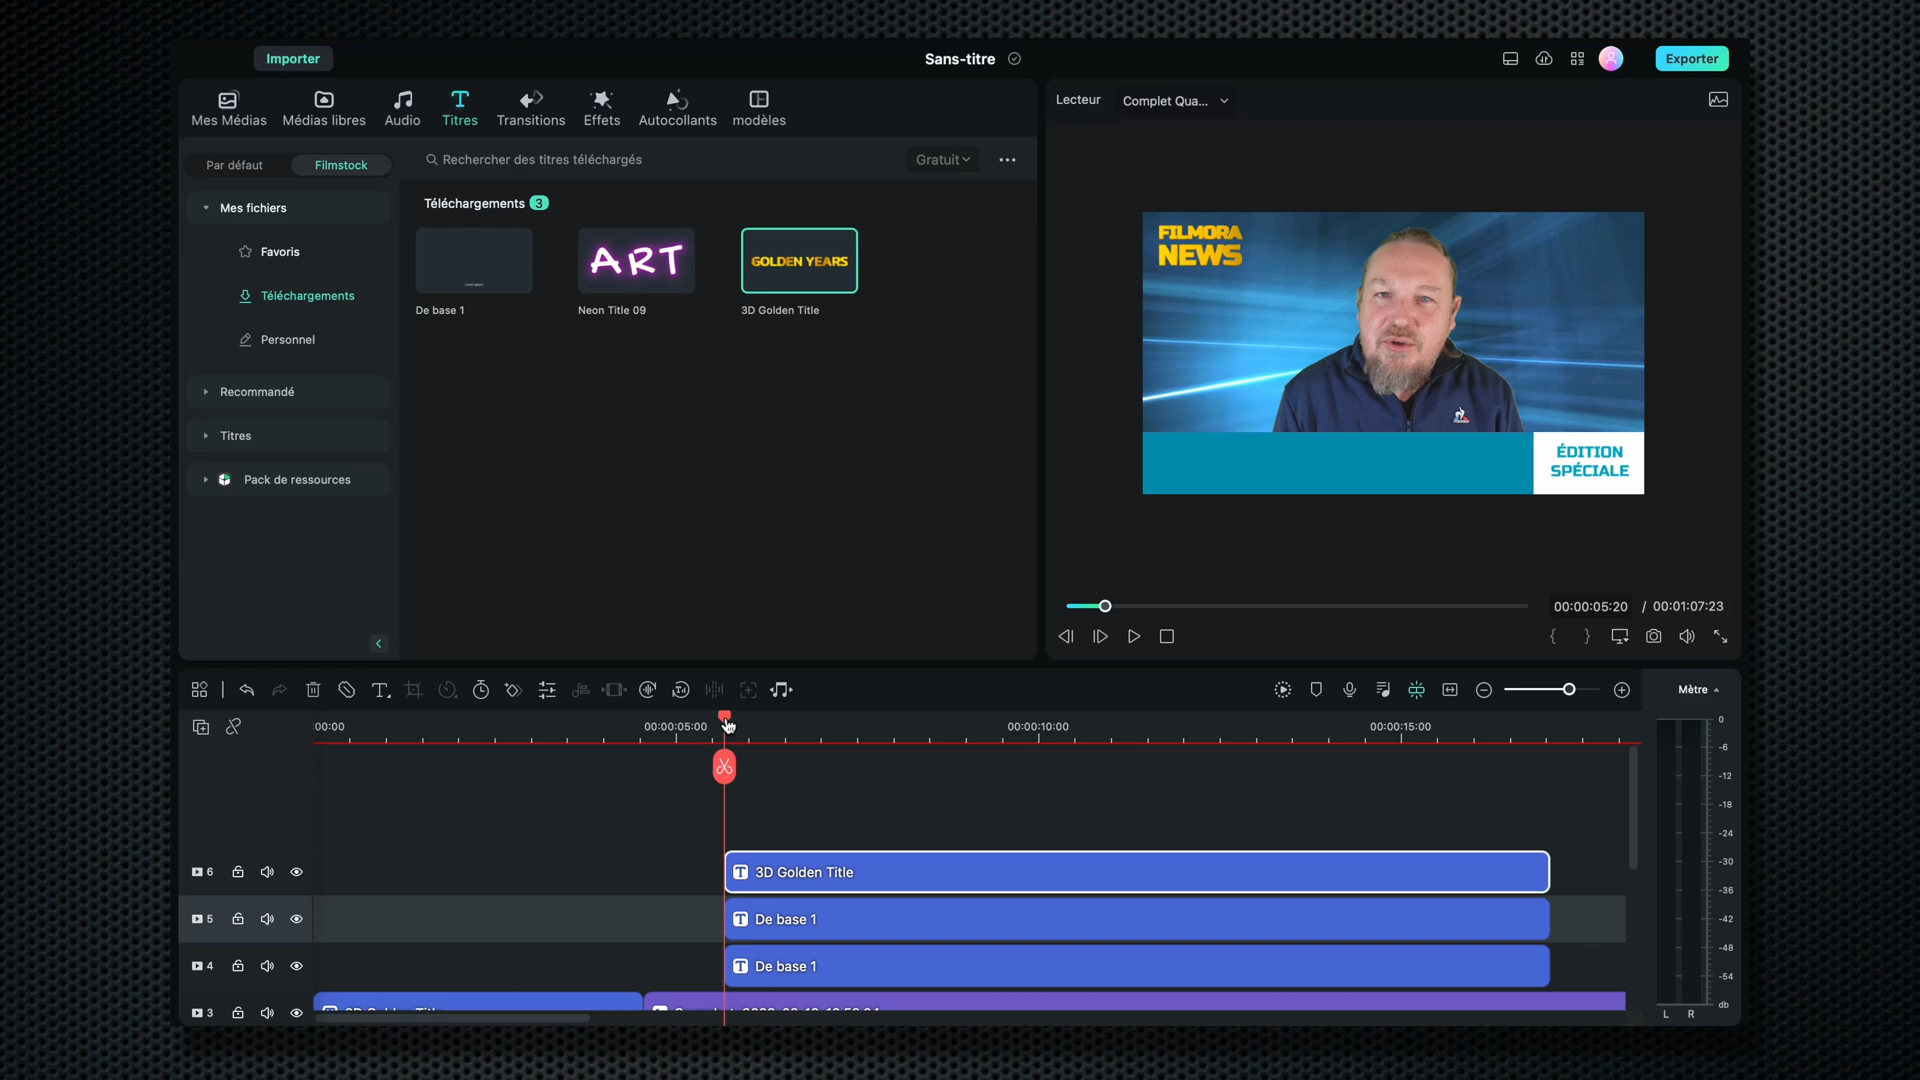 Importer
Sans-titre
Exporter
Mes Médias
Médias libres
Audio
Titres
Transitions
Effets
Autocollants
modèles
Lecteur
Complet Qua...
Par défaut
Filmstock
Rechercher des titres téléchargés
Gratuit
Mes fichiers
Favoris
Téléchargements
Personnel
Recommandé
Titres
Pack de ressources
Téléchargements 3
ART
GOLDEN YEARS
De base 1
Neon Title 09
3D Golden Title
FILMORA
NEWS
ÉDITION
SPÉCIALE
00:00:05:20 / 00:01:07:23
Mètre
:00:00
00:00:05:00
00:00:10:00
00:00:15:00
6
3D Golden Title
5
De base 1
4
De base 1
3
0
-6
-12
-18
-24
-30
-36
-42
-48
-54
db
L R